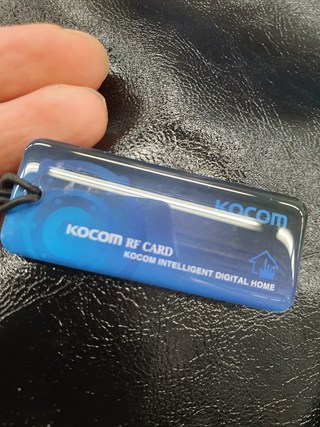 KOCOM
KOCOM RF CARD
KOCOM INTELLIGENT DIGITAL HOME